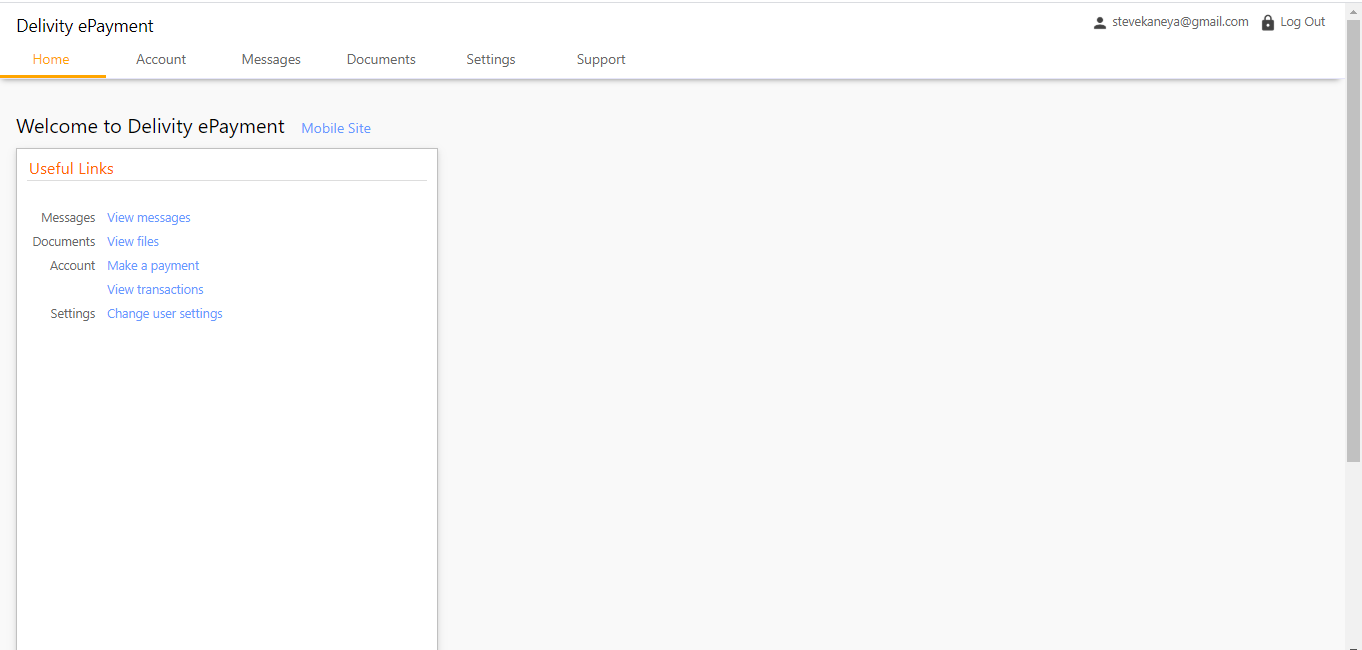 Delivity ePayment
stevekaneya@gmail.com Log Out
Home Account Messages Documents Settings Support
Welcome to Delivity ePayment Mobile Site
Useful Links
Messages View messages
Documents View files
Account Make a payment
View transactions
Settings Change user settings